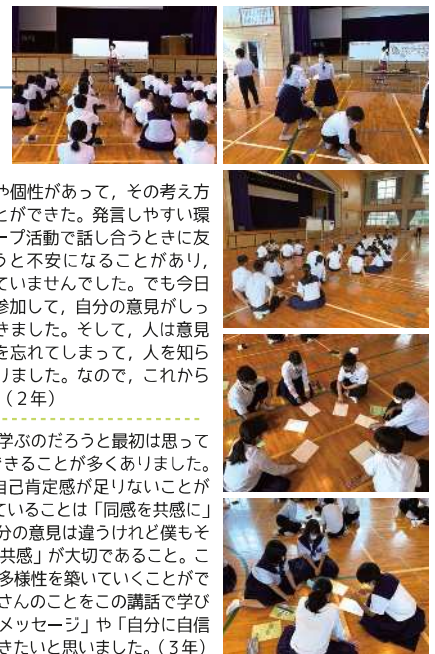 や個性があって，その考え方
とができた。発言しやすい環
ープ活動で話し合うときに友
うと不安になることがあり，
ていませんでした。でも今日
参加して，自分の意見がしっ
きました。そして，人は意見
を忘れてしまって，人を知ら
りました。なので，これから
（２年）
学ぶのだろうと最初は思って
できることが多くありました。
自己肯定感が足りないことが
ていることは「同感を共感に」
分の意見は違うけれど僕もそ
共感」が大切であること。こ
多様性を築いていくことがで
さんのことをこの講話で学び
メッセージ」や「自分に自信
きたいと思いました。（３年）